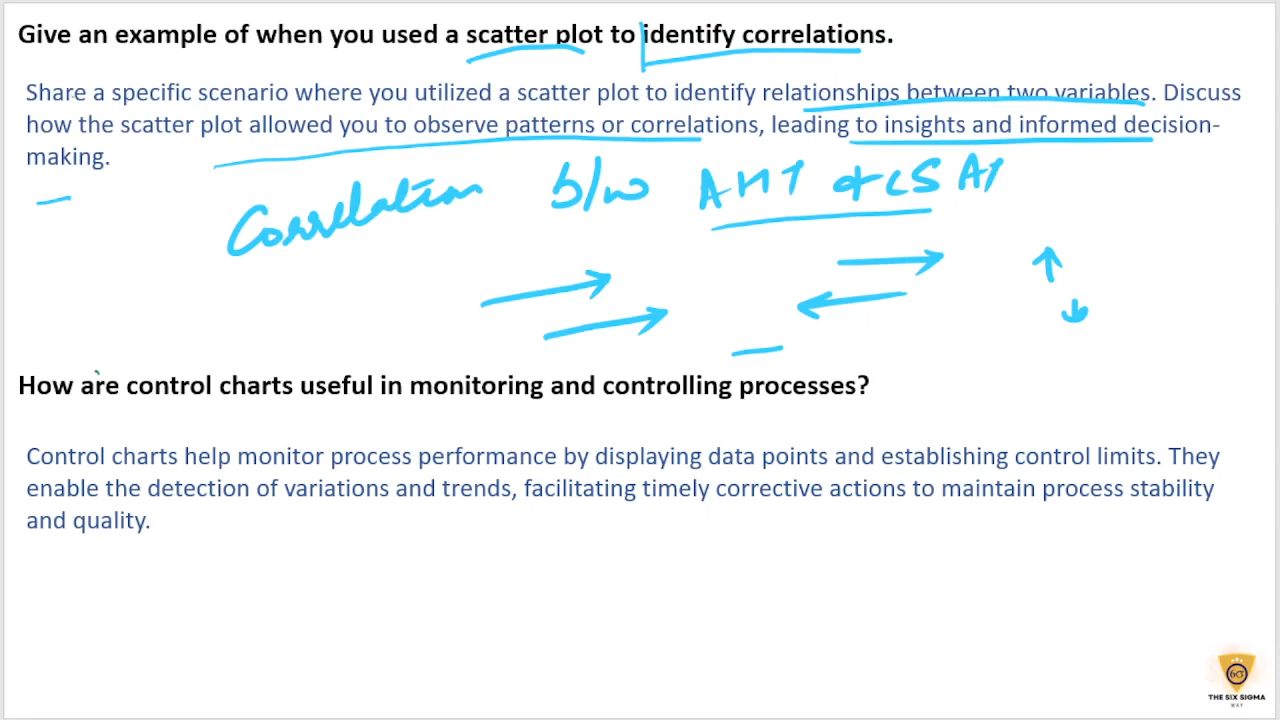 Give an example of when you used a scatter plot to identify correlations.
Share a specific scenario where you utilized a scatter plot to identify relationships between two variables. Discuss
how the scatter plot allowed you to observe patterns or correlations, leading to insights and informed decision-
making.
Correlation b/w AHT & CSAT
How are control charts useful in monitoring and controlling processes?
Control charts help monitor process performance by displaying data points and establishing control limits. They
enable the detection of variations and trends, facilitating timely corrective actions to maintain process stability
and quality.
6σ
THE SIX SIGMA
WAY